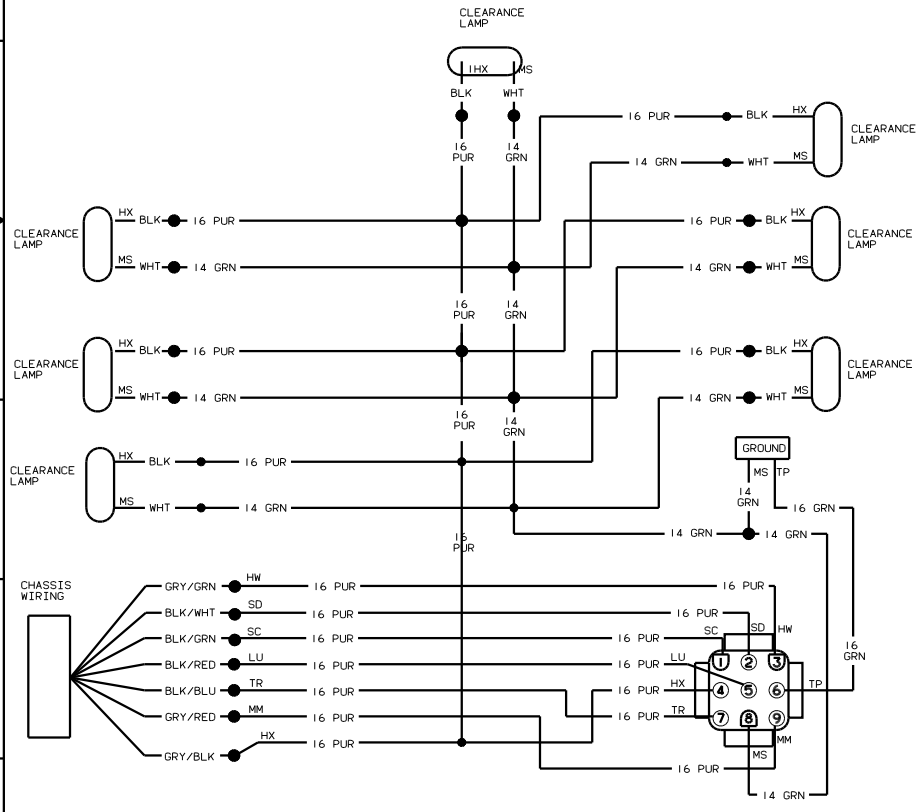 CLEARANCE
LAMP
HX MS
BLK WHT
16 PUR BLK HX
CLEARANCE
LAMP
16
PUR
14
GRN
14 GRN WHT MS
HX BLK 16 PUR
16 PUR BLK HX
CLEARANCE
LAMP
CLEARANCE
LAMP
MS WHT 14 GRN
14 GRN WHT MS
16
PUR
14
GRN
HX BLK 16 PUR
16 PUR BLK HX
CLEARANCE
LAMP
CLEARANCE
LAMP
MS WHT 14 GRN
14 GRN WHT MS
16
PUR
14
GRN
HX BLK 16 PUR
CLEARANCE
LAMP
MS WHT 14 GRN
GROUND
MS TP
14
GRN
16 GRN
14 GRN 14 GRN
16
PUR
CHASSIS
WIRING
GRY/GRN HW 16 PUR 16 PUR
BLK/WHT SD 16 PUR 16 PUR
BLK/GRN SC 16 PUR 16 PUR SC SD HW
BLK/RED LU 16 PUR 16 PUR LU
16
GRN
BLK/BLU TR 16 PUR 16 PUR HX TP
GRY/RED MM 16 PUR 16 PUR TR
1 2 3
4 5 6
7 8 9
GRY/BLK HX 16 PUR
MM
MS
16 PUR
14 GRN